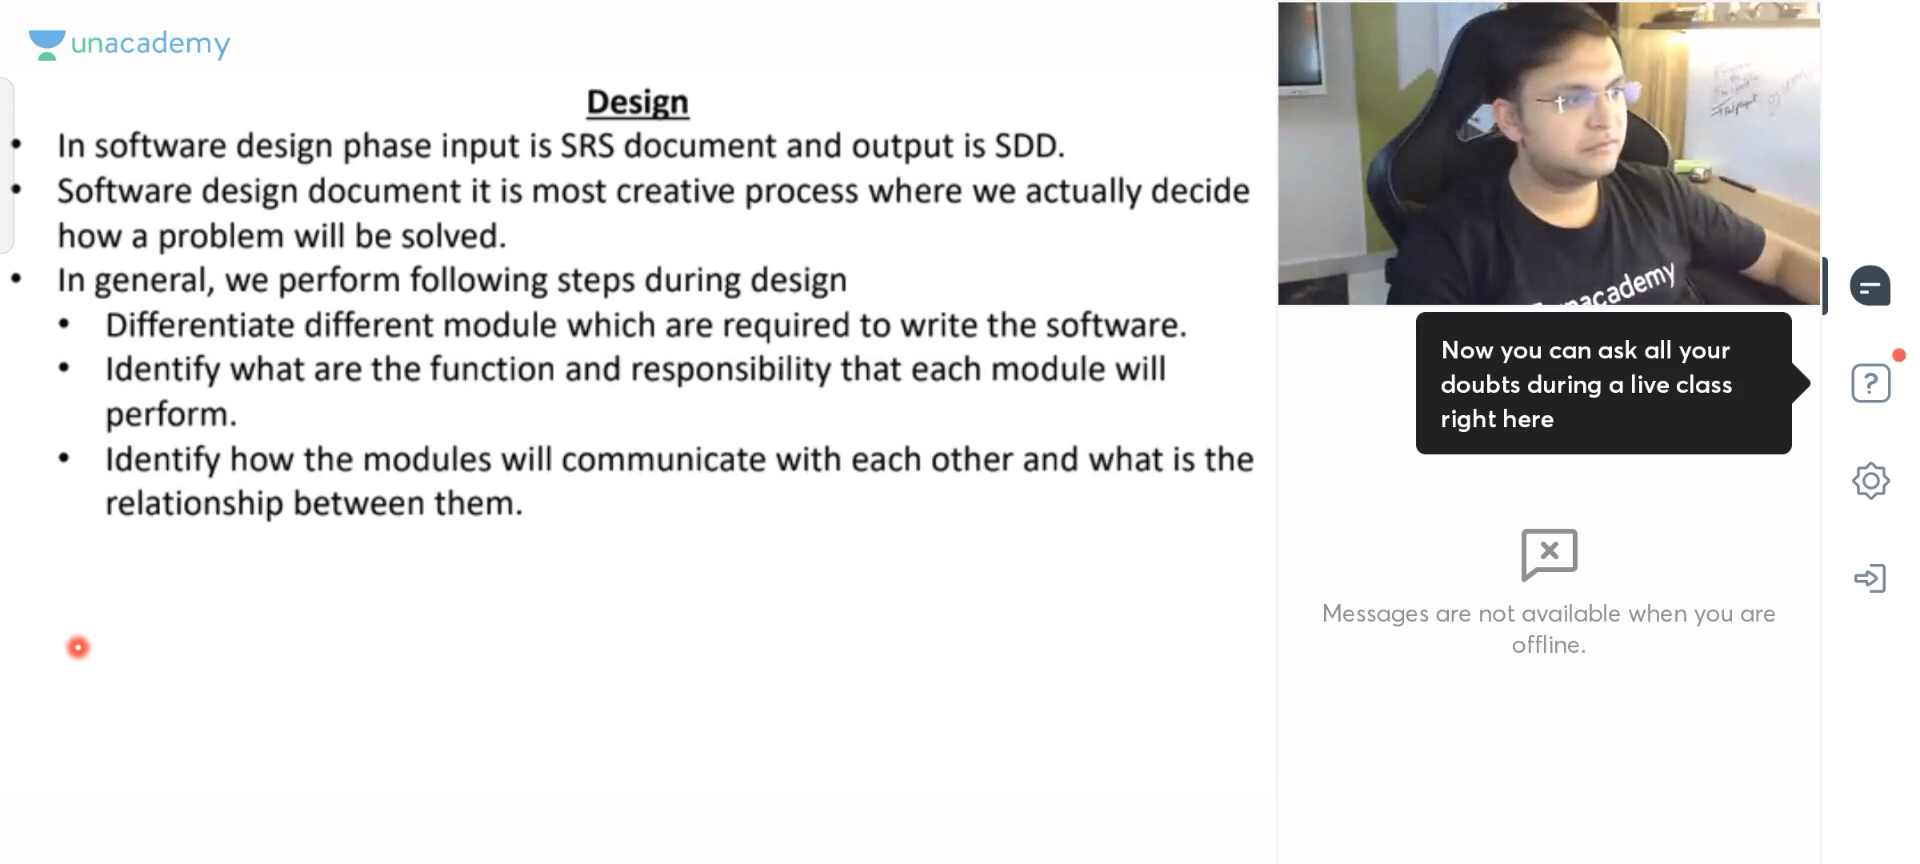 unacademy
Design
• In software design phase input is SRS document and output is SDD.
• Software design document it is most creative process where we actually decide
how a problem will be solved.
• In general, we perform following steps during design
• Differentiate different module which are required to write the software.
• Identify what are the function and responsibility that each module will
perform.
• Identify how the modules will communicate with each other and what is the
relationship between them.
unacademy
Now you can ask all your
doubts during a live class
right here
?
Messages are not available when you are
offline.